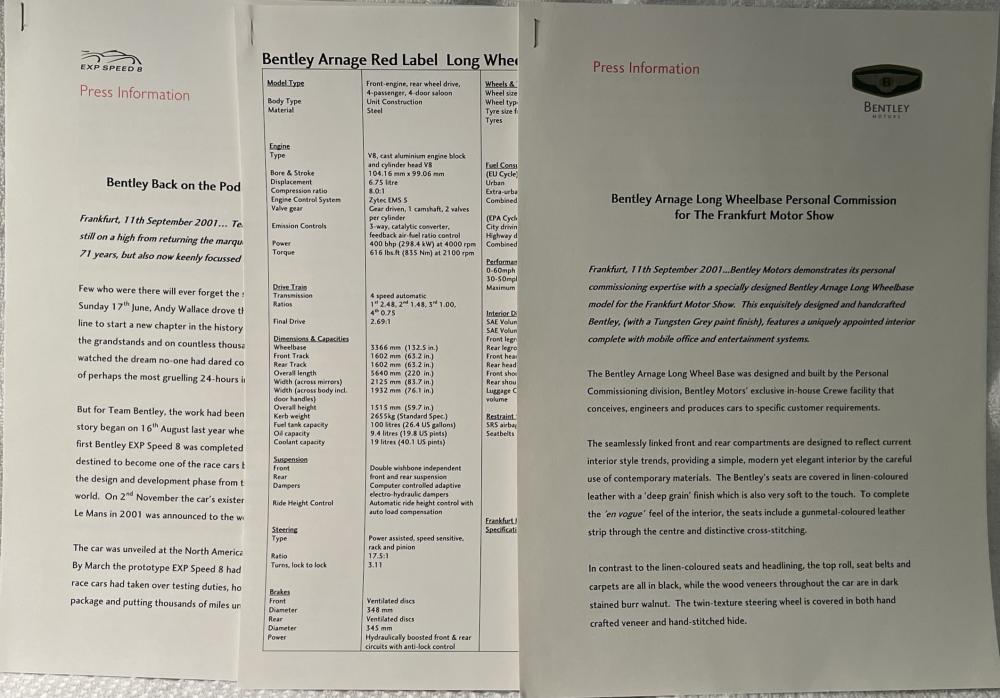 EXP SPEED 8
Press Information
Bentley Back on the Pod
Frankfurt, 11th September 2001... Te
still on a high from returning the marqu
71 years, but also now keenly focussed
Few who were there will ever forget the
Sunday 17th June, Andy Wallace drove th
line to start a new chapter in the history
the grandstands and on countless thousa
watched the dream no-one had dared co
of perhaps the most gruelling 24-hours i
But for Team Bentley, the work had been
story began on 16th August last year whe
first Bentley EXP Speed 8 was completed
destined to become one of the race cars
the design and development phase from t
world. On 2nd November the car's exister
Le Mans in 2001 was announced to the w
The car was unveiled at the North America
By March the prototype EXP Speed 8 had
race cars had taken over testing duties, ho
package and putting thousands of miles ur
Bentley Arnage Red Label Long Whee
Model Type Front-engine, rear wheel drive,
4-passenger, 4-door saloon
Body Type Unit Construction
Material Steel
Engine
Type V8, cast aluminium engine block
and cylinder head V8
Bore & Stroke 104.16 mm x 99.06 mm
Displacement 6.75 litre
Compression ratio 8.0:1
Engine Control System Zytec EMS 5
Valve gear Gear driven, 1 camshaft, 2 valves
per cylinder
Emission Controls 3-way, catalytic converter,
feedback air-fuel ratio control
Power 400 bhp (298.4 kW) at 4000 rpm
Torque 616 lbs.ft (835 Nm) at 2100 rpm
Drive Train
Transmission 4 speed automatic
Ratios 1st 2.48, 2nd 1.48, 3rd 1.00,
4th 0.75
Final Drive 2.69:1
Dimensions & Capacities
Wheelbase 3366 mm (132.5 in.)
Front Track 1602 mm (63.2 in.)
Rear Track 1602 mm (63.2 in.)
Overall length 5640 mm (220 in.)
Width (across mirrors) 2125 mm (83.7 in.)
Width (across body incl. 1932 mm (76.1 in.)
door handles)
Overall height 1515 mm (59.7 in.)
Kerb weight 2655kg (Standard Spec.)
Fuel tank capacity 100 litres (26.4 US gallons)
Oil capacity 9.4 litres (19.8 US pints)
Coolant capacity 19 litres (40.1 US pints)
Suspension
Front Double wishbone independent
Rear front and rear suspension
Dampers Computer controlled adaptive
electro-hydraulic dampers
Ride Height Control Automatic ride height control with
auto load compensation
Steering
Type Power assisted, speed sensitive,
rack and pinion
Ratio 17.5:1
Turns, lock to lock 3.11
Brakes
Front Ventilated discs
Diameter 348 mm
Rear Ventilated discs
Diameter 345 mm
Power Hydraulically boosted front & rear
circuits with anti-lock control
Wheels &
Wheel size
Wheel typ
Tyre size f
Tyres
Fuel Consu
(EU Cycle)
Urban
Extra-urba
Combined
(EPA Cycl
City drivin
Highway d
Combined
Performan
0-60mph
30-50mpl
Maximum
Interior D
SAE Volun
SAE Volun
Front legr
Rear legro
Front hea
Rear head
Front shou
Rear shou
Luggage C
volume
Restraint
SRS airbag
Seatbelts
Frankfurt
Specificati
Press Information
B
BENTLEY
MOTORS
Bentley Arnage Long Wheelbase Personal Commission
for The Frankfurt Motor Show
Frankfurt, 11th September 2001...Bentley Motors demonstrates its personal
commissioning expertise with a specially designed Bentley Arnage Long Wheelbase
model for the Frankfurt Motor Show. This exquisitely designed and handcrafted
Bentley, (with a Tungsten Grey paint finish), features a uniquely appointed interior
complete with mobile office and entertainment systems.
The Bentley Arnage Long Wheel Base was designed and built by the Personal
Commissioning division, Bentley Motors' exclusive in-house Crewe facility that
conceives, engineers and produces cars to specific customer requirements.
The seamlessly linked front and rear compartments are designed to reflect current
interior style trends, providing a simple, modern yet elegant interior by the careful
use of contemporary materials. The Bentley's seats are covered in linen-coloured
leather with a 'deep grain' finish which is also very soft to the touch. To complete
the 'en vogue' feel of the interior, the seats include a gunmetal-coloured leather
strip through the centre and distinctive cross-stitching.
In contrast to the linen-coloured seats and headlining, the top roll, seat belts and
carpets are all in black, while the wood veneers throughout the car are in dark
stained burr walnut. The twin-texture steering wheel is covered in both hand
crafted veneer and hand-stitched hide.